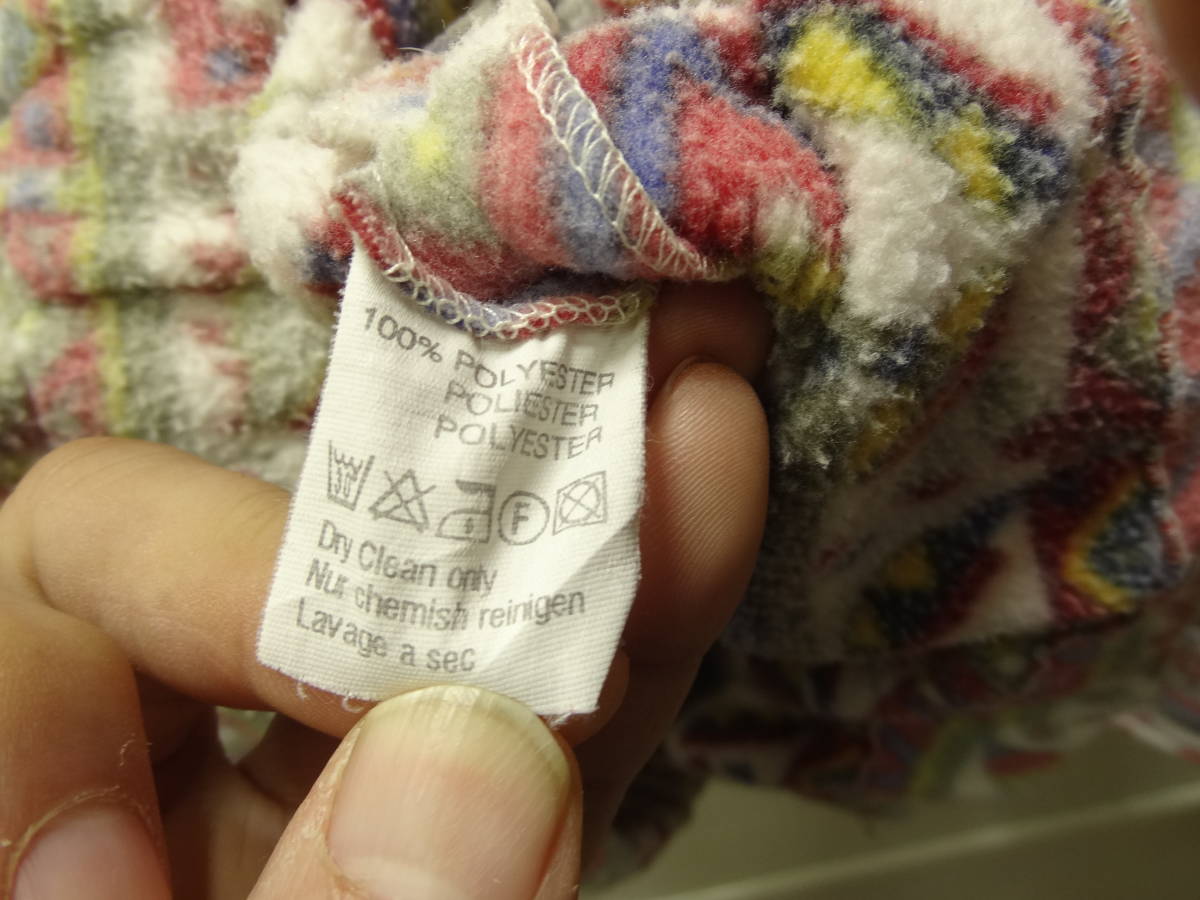 100% POLYESTER
POLIESTER
POLYESTER
30 F
Dry Clean only
Nur chemish reinigen
Lavage a sec